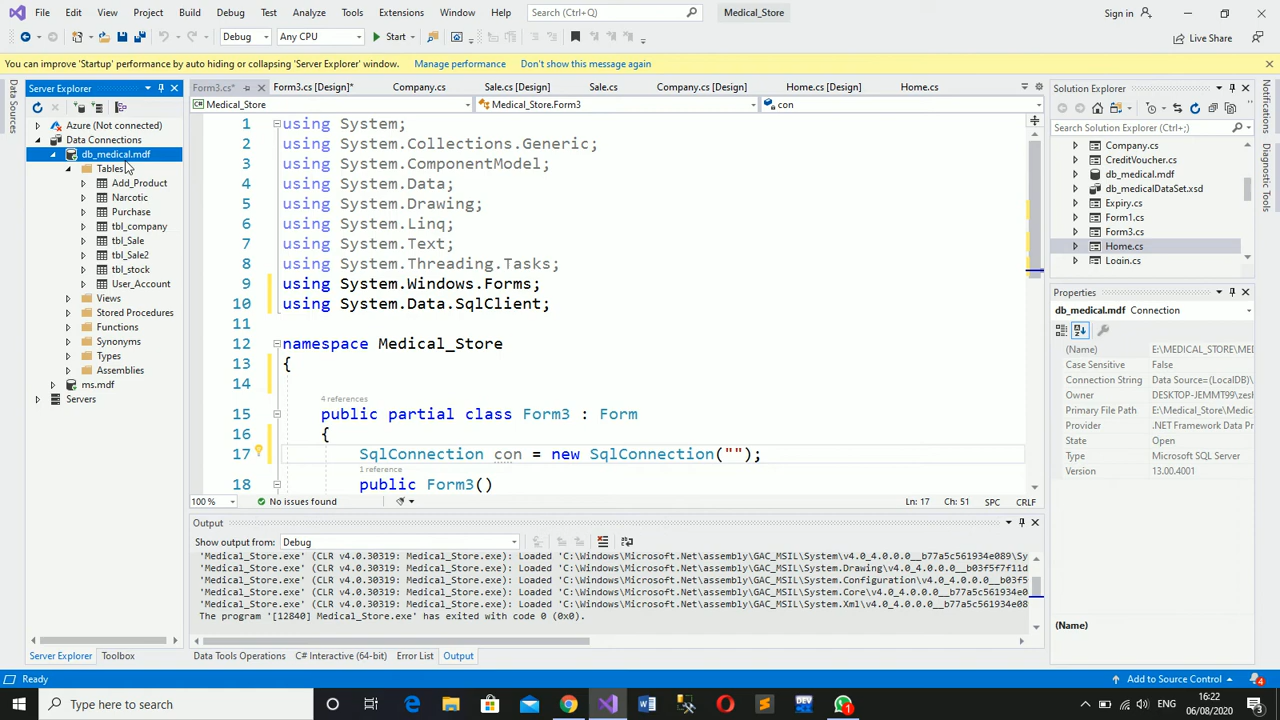 File Edit View Project Build Debug Test Analyze Tools Extensions Window Help Search (Ctrl+Q) Medical_Store Sign in
Debug Any CPU Start Live Share
You can improve 'Startup' performance by auto hiding or collapsing 'Server Explorer' window. Manage performance Don't show this message again
Server Explorer
Data Sources
Azure (Not connected)
Data Connections
db_medical.mdf
Tables
Add_Product
Narcotic
Purchase
tbl_company
tbl_Sale
tbl_Sale2
tbl_stock
User_Account
Views
Stored Procedures
Functions
Synonyms
Types
Assemblies
ms.mdf
Servers
Server Explorer Toolbox
Form3.cs* Form3.cs [Design]* Company.cs Sale.cs [Design] Sale.cs Company.cs [Design] Home.cs [Design] Home.cs
Medical_Store Medical_Store.Form3 con
1 using System;
2 using System.Collections.Generic;
3 using System.ComponentModel;
4 using System.Data;
5 using System.Drawing;
6 using System.Linq;
7 using System.Text;
8 using System.Threading.Tasks;
9 using System.Windows.Forms;
10 using System.Data.SqlClient;
11
12 namespace Medical_Store
13 {
14
4 references
15 public partial class Form3 : Form
16 {
17 SqlConnection con = new SqlConnection("");
1 reference
18 public Form3()
100 % No issues found Ln: 17 Ch: 51 SPC CRLF
Output
Show output from: Debug
'Medical_Store.exe' (CLR v4.0.30319: Medical_Store.exe): Loaded 'C:\Windows\Microsoft.Net\assembly\GAC_MSIL\System\v4.0_4.0.0.0__b77a5c561934e089\Sy
'Medical_Store.exe' (CLR v4.0.30319: Medical_Store.exe): Loaded 'C:\Windows\Microsoft.Net\assembly\GAC_MSIL\System.Drawing\v4.0_4.0.0.0__b03f5f7f11d
'Medical_Store.exe' (CLR v4.0.30319: Medical_Store.exe): Loaded 'C:\Windows\Microsoft.Net\assembly\GAC_MSIL\System.Configuration\v4.0_4.0.0.0__b03f5
'Medical_Store.exe' (CLR v4.0.30319: Medical_Store.exe): Loaded 'C:\Windows\Microsoft.Net\assembly\GAC_MSIL\System.Core\v4.0_4.0.0.0__b77a5c561934e0
'Medical_Store.exe' (CLR v4.0.30319: Medical_Store.exe): Loaded 'C:\Windows\Microsoft.Net\assembly\GAC_MSIL\System.Xml\v4.0_4.0.0.0__b77a5c561934e08
The program '[12840] Medical_Store.exe' has exited with code 0 (0x0).
Data Tools Operations C# Interactive (64-bit) Error List Output
Solution Explorer
Search Solution Explorer (Ctrl+;)
Company.cs
CreditVoucher.cs
db_medical.mdf
db_medicalDataSet.xsd
Expiry.cs
Form1.cs
Form3.cs
Home.cs
Login.cs
Properties
db_medical.mdf Connection
(Name) E:\MEDICAL_STORE\MED
Case Sensitive False
Connection String Data Source=(LocalDB)\
Owner DESKTOP-JEMMT99\zesh
Primary File Path E:\Medical_Store\Medic
Provider .NET Framework Data Pr
State Open
Type Microsoft SQL Server
Version 13.00.4001
(Name)
Notifications
Diagnostic Tools
Ready Add to Source Control 4
Type here to search
DEV
1
ENG
16:22
06/08/2020
3